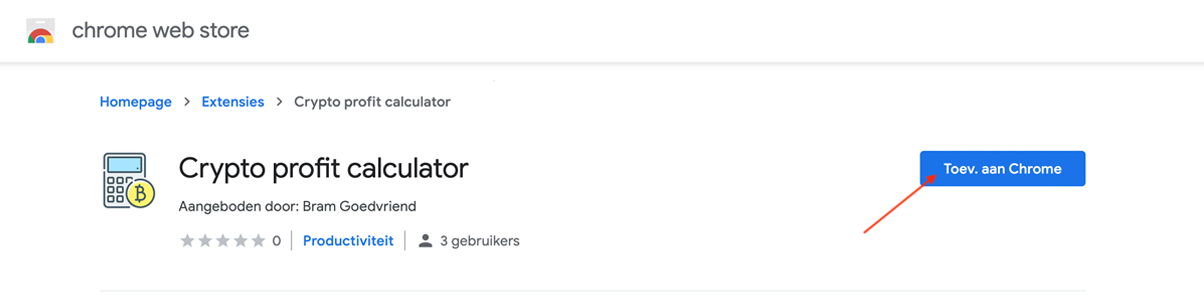 chrome web store
Homepage > Extensies > Crypto profit calculator
Crypto profit calculator
Toev. aan Chrome
Aangeboden door: Bram Goedvriend
0 | Productiviteit | 3 gebruikers